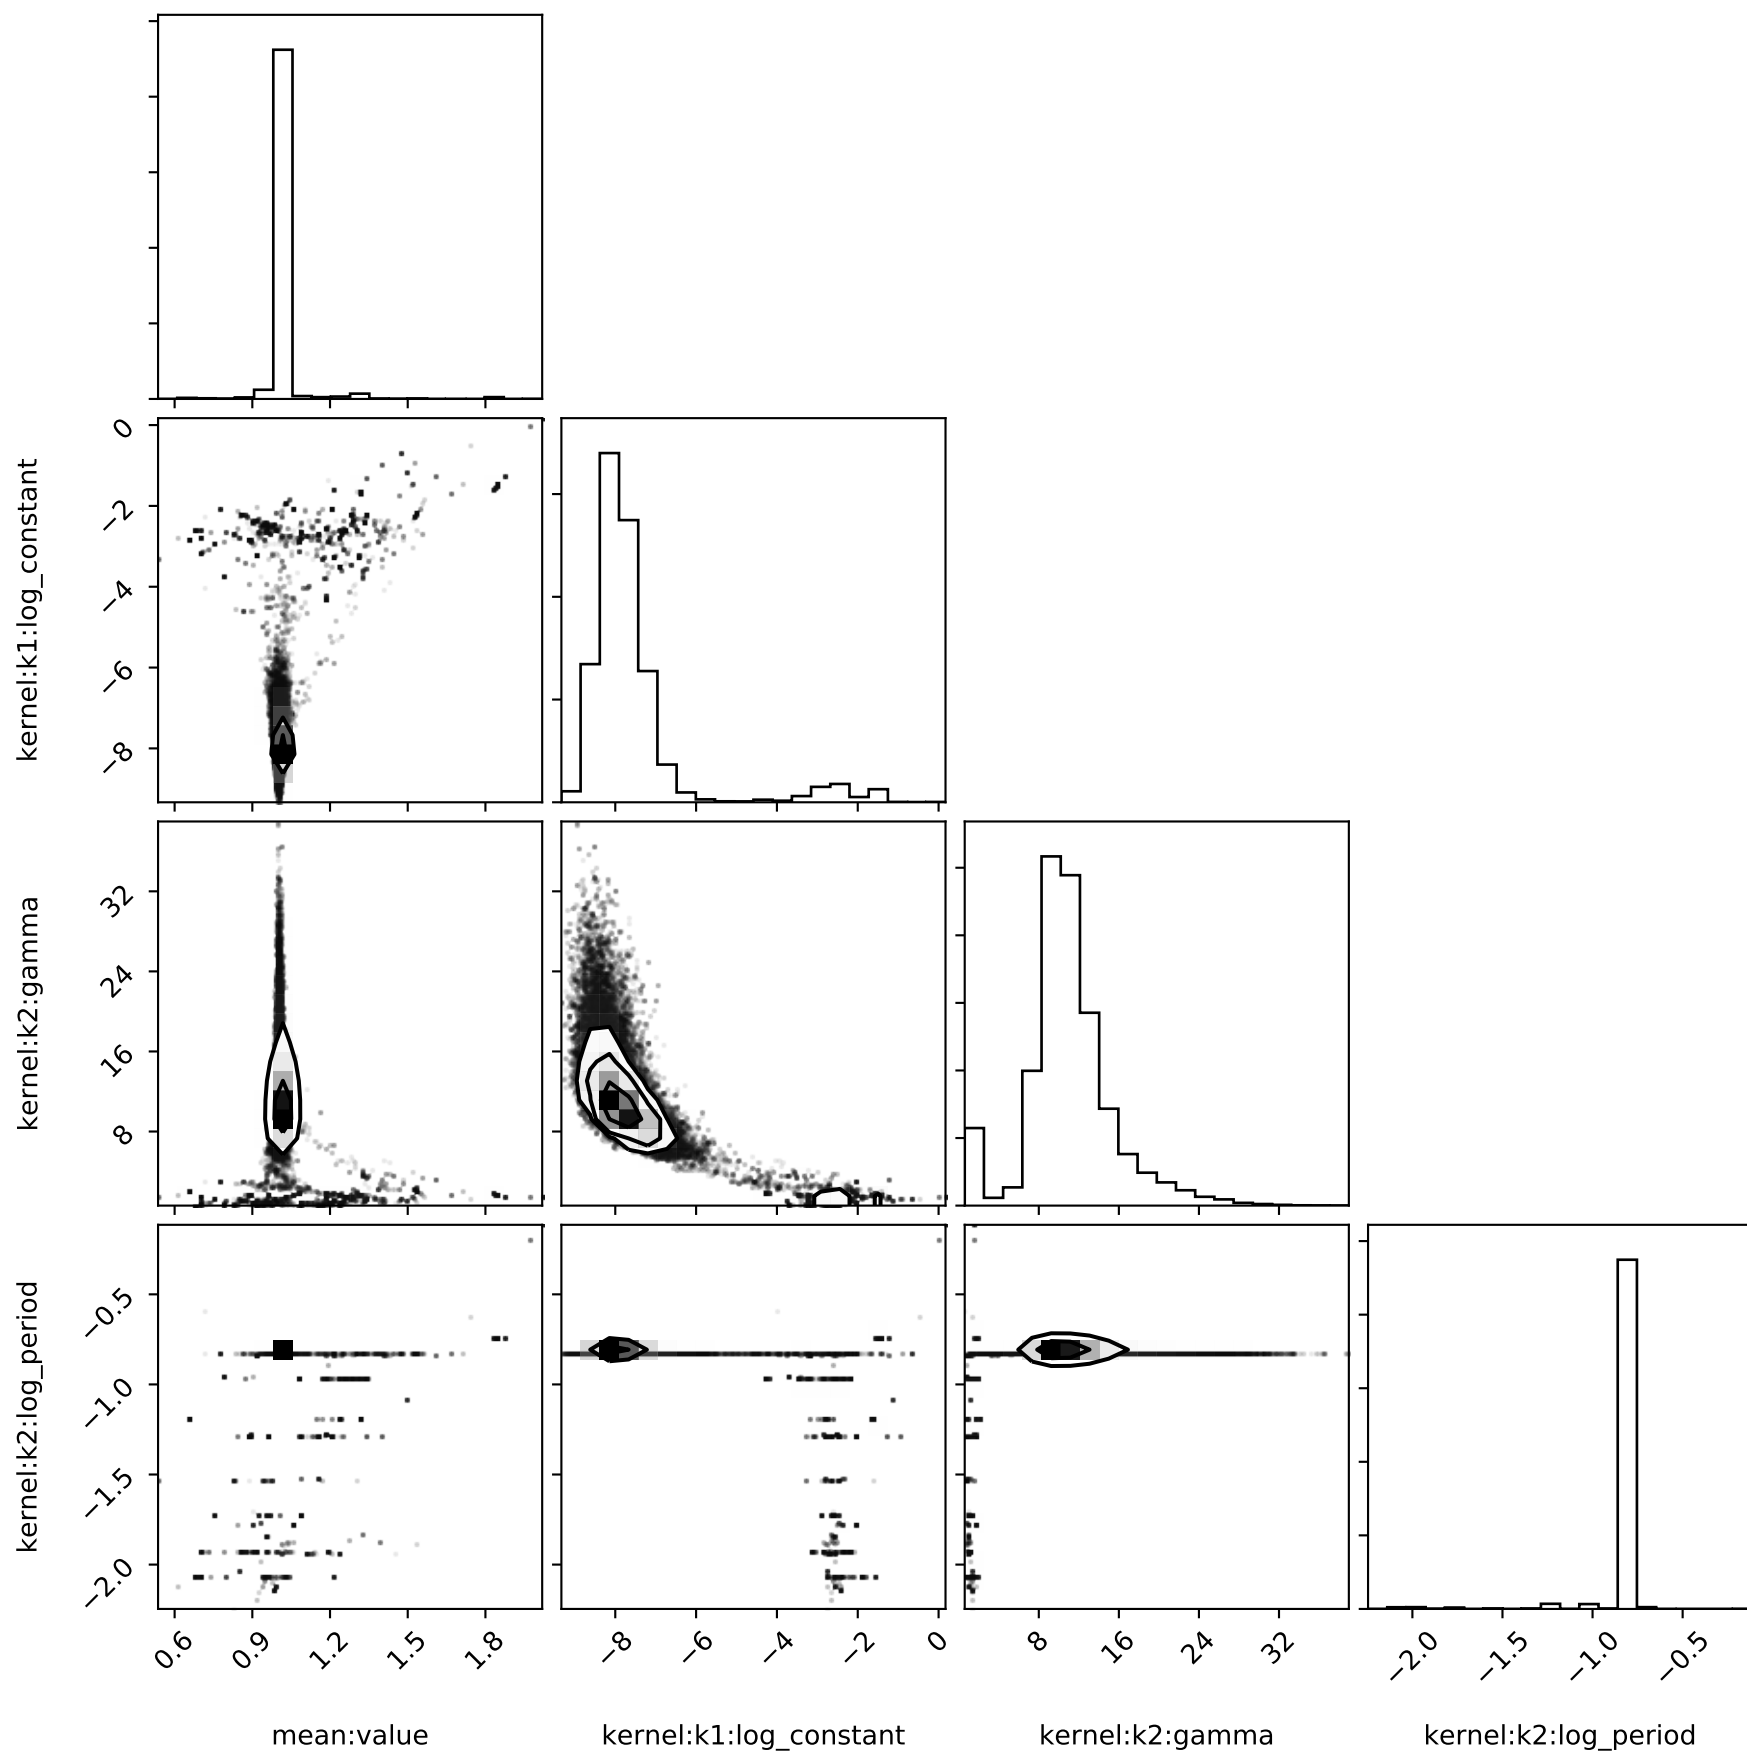 0
−2
−4
−6
−8
kernel:k1:log_constant
32
24
16
8
kernel:k2:gamma
−0.5
−1.0
−1.5
−2.0
kernel:k2:log_period
0.6 0.9 1.2 1.5 1.8
−8 −6 −4 −2 0
8 16 24 32
−2.0 −1.5 −1.0 −0.5
mean:value
kernel:k1:log_constant
kernel:k2:gamma
kernel:k2:log_period